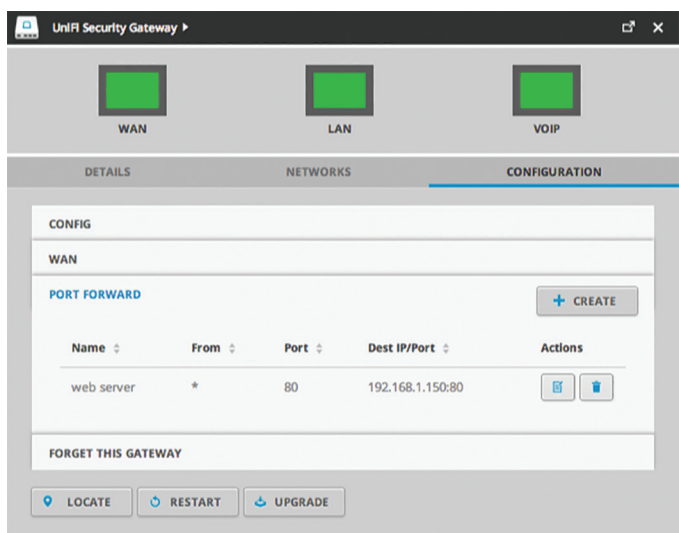 UniFi Security Gateway
WAN LAN VOIP
DETAILS NETWORKS CONFIGURATION
CONFIG
WAN
PORT FORWARD
+ CREATE
Name From Port Dest IP/Port Actions
web server * 80 192.168.1.150:80
FORGET THIS GATEWAY
LOCATE RESTART UPGRADE